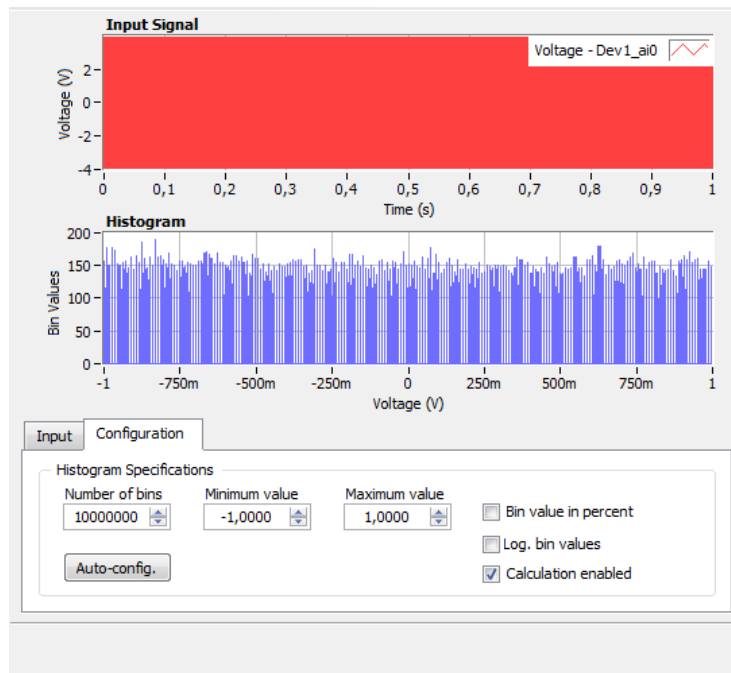 Input Signal
Voltage - Dev1_ai0
Voltage (V)
2
0
-2
-4
0 0,1 0,2 0,3 0,4 0,5 0,6 0,7 0,8 0,9 1
Time (s)
Histogram
Bin Values
200
150
100
50
0
-1 -750m -500m -250m 0 250m 500m 750m 1
Voltage (V)
Input Configuration
Histogram Specifications
Number of bins Minimum value Maximum value
10000000 -1,0000 1,0000
Bin value in percent
Log. bin values
Auto-config.
Calculation enabled